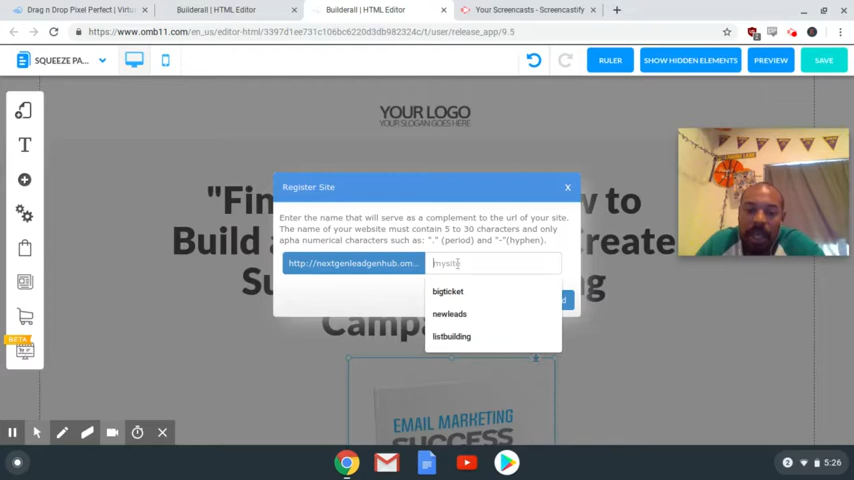 Drag n Drop Pixel Perfect | Virtu
Builderall | HTML Editor
Builderall | HTML Editor
Your Screencasts - Screencastify
https://www.omb11.com/en_us/editor-html/3397d1ee731c106bc6220d3db982324c/t/user/release_app/9.5
SQUEEZE PA...
RULER
SHOW HIDDEN ELEMENTS
PREVIEW
SAVE
YOUR LOGO
YOUR SLOGAN GOES HERE
Register Site
X
Enter the name that will serve as a complement to the url of your site.
The name of your website must contain 5 to 30 characters and only
apha numerical characters such as: "." (period) and "-"(hyphen).
http://nextgenleadgenhub.om...
mysite
bigticket
newleads
listbuilding
"Fin
w to
Build
Create
Su
ng
Camp
BETA
EMAIL MARKETING
SUCCESS
2
5:26